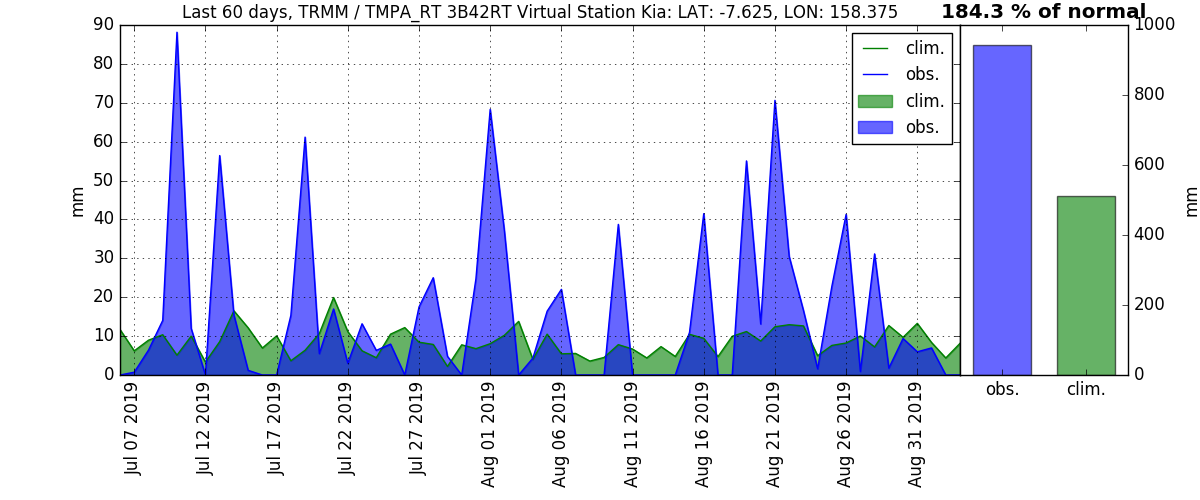 Last 60 days, TRMM / TMPA_RT 3B42RT Virtual Station Kia: LAT: -7.625, LON: 158.375
184.3 % of normal
90
80
70
60
50
40
30
20
10
0
mm
clim.
obs.
clim.
obs.
Jul 07 2019
Jul 12 2019
Jul 17 2019
Jul 22 2019
Jul 27 2019
Aug 01 2019
Aug 06 2019
Aug 11 2019
Aug 16 2019
Aug 21 2019
Aug 26 2019
Aug 31 2019
1000
800
600
400
200
0
mm
obs.
clim.